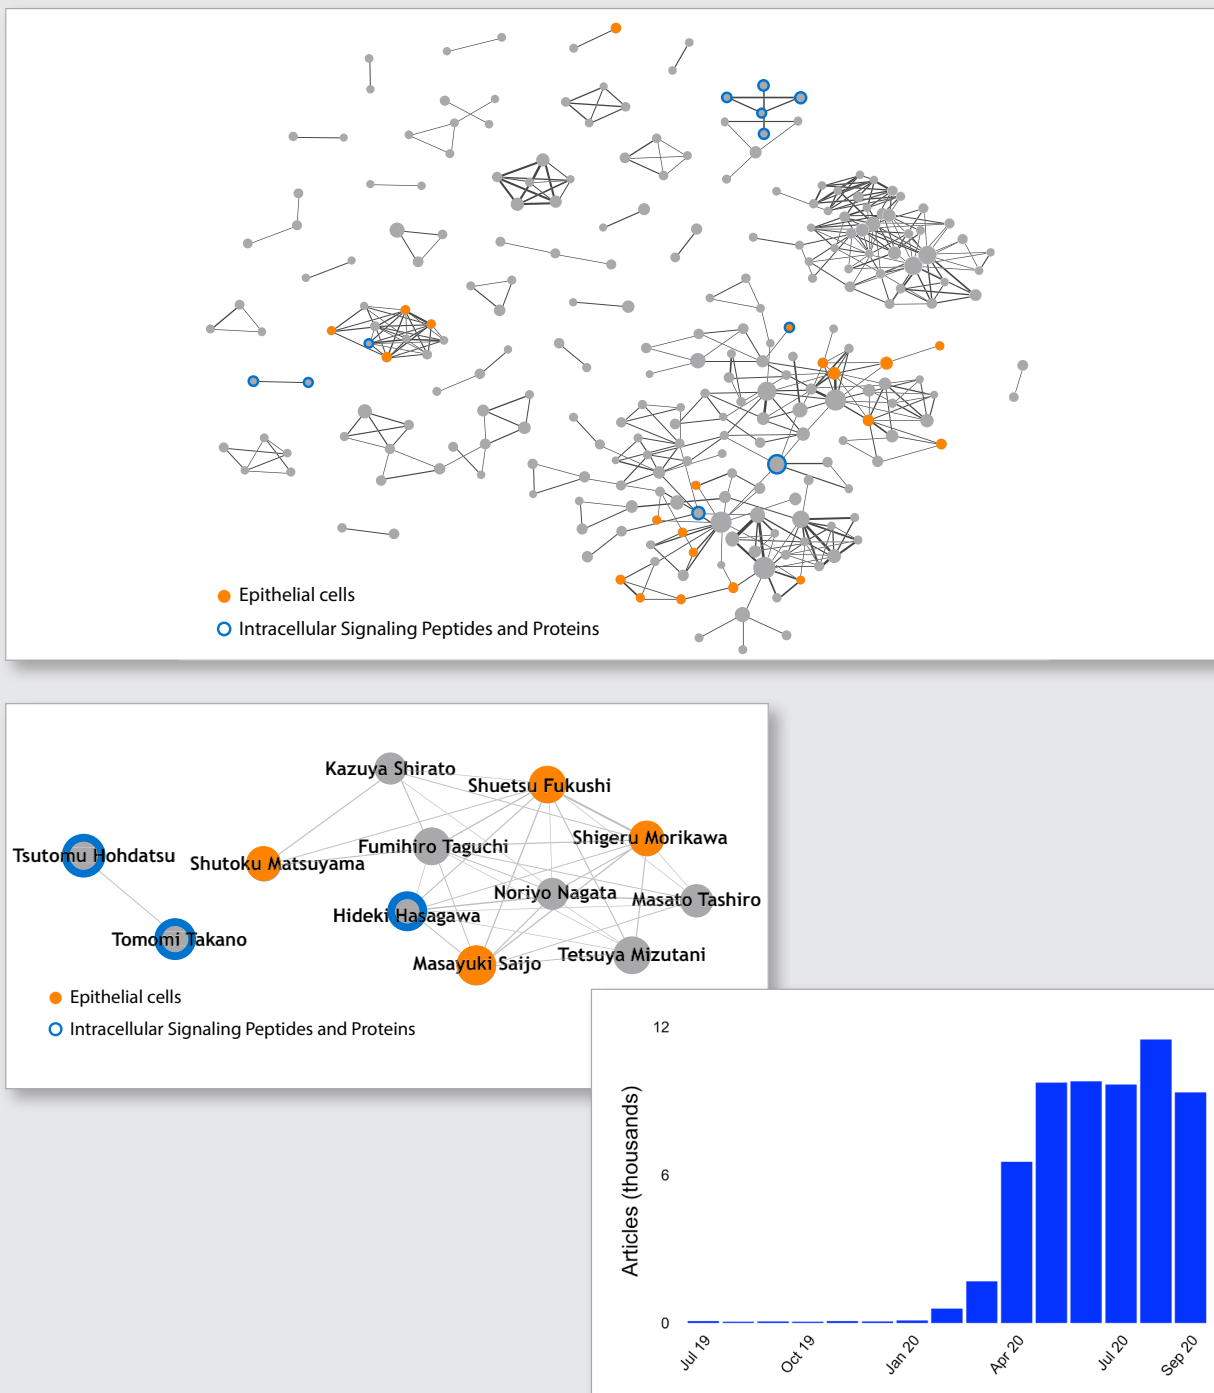 Epithelial cells
Intracellular Signaling Peptides and Proteins
Kazuya Shirato
Shuetsu Fukushi
Shigeru Morikawa
Fumihiro Taguchi
Tsutomu Hohdatsu
Shutoku Matsuyama
Noriyo Nagata
Masato Tashiro
Hideki Hasagawa
Tomomi Takano
Tetsuya Mizutani
Masayuki Saijo
Epithelial cells
Intracellular Signaling Peptides and Proteins
Articles (thousands)
12
6
0
Jul 19
Oct 19
Jan 20
Apr 20
Jul 20
Sep 20